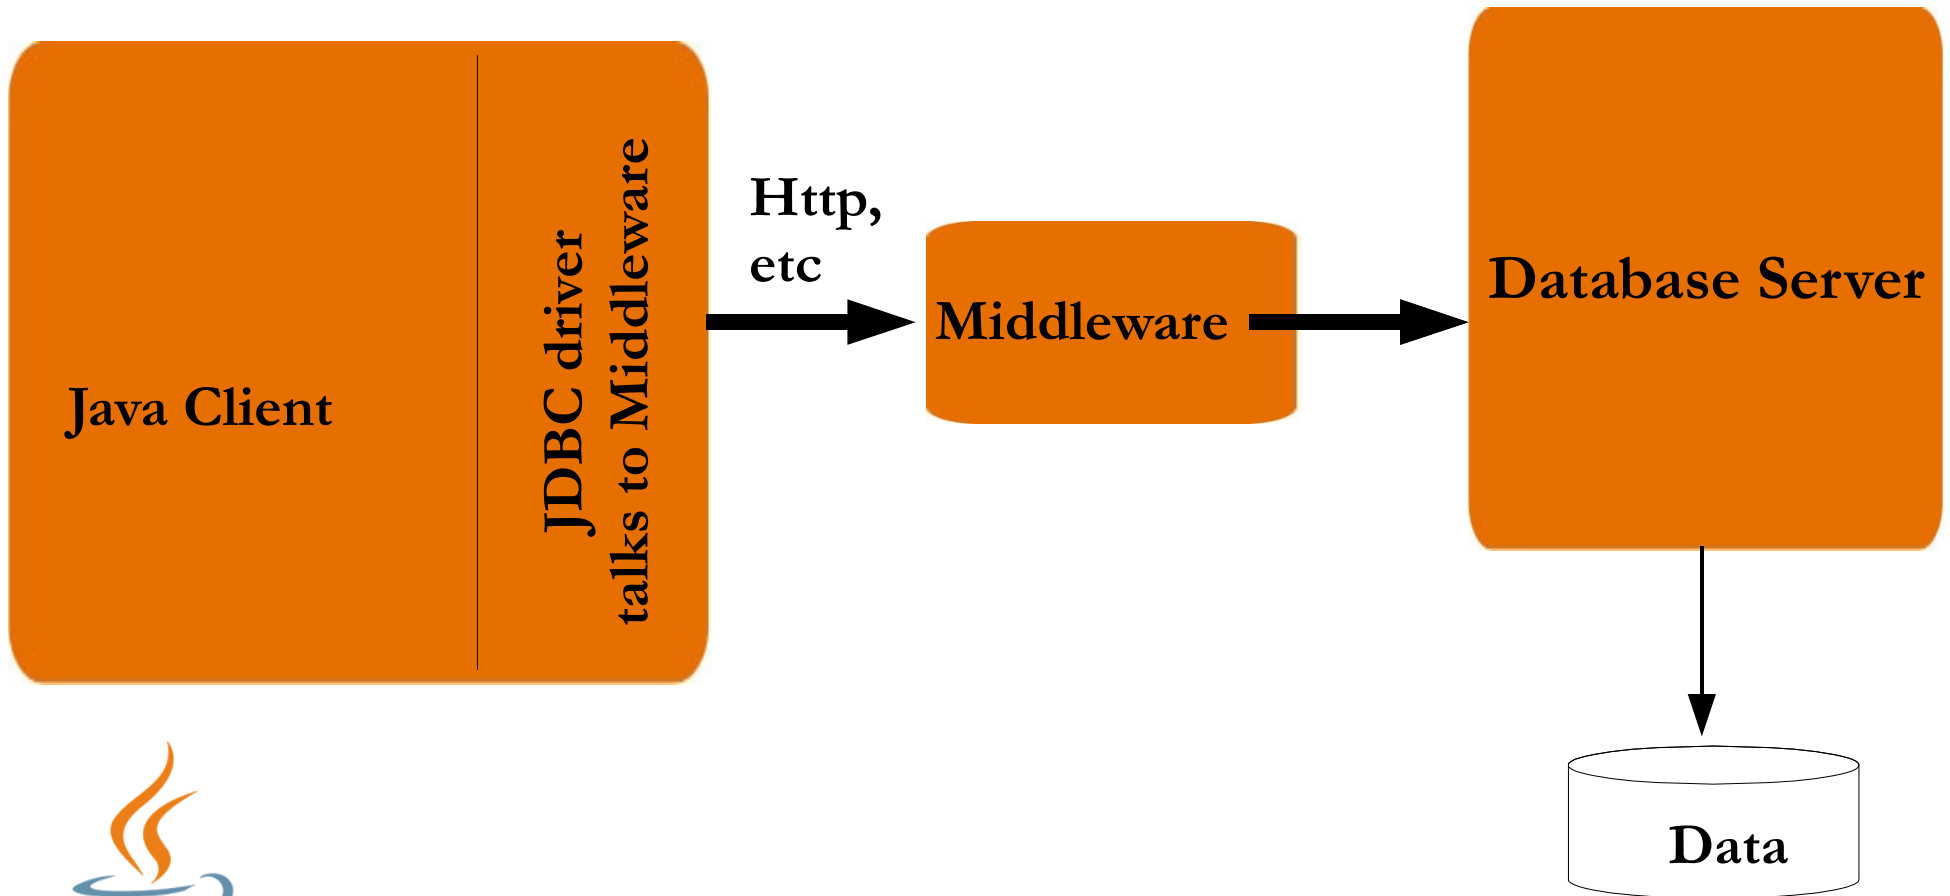 Java Client
JDBC driver
talks to Middleware
Http,
etc
Middleware
Database Server
Data